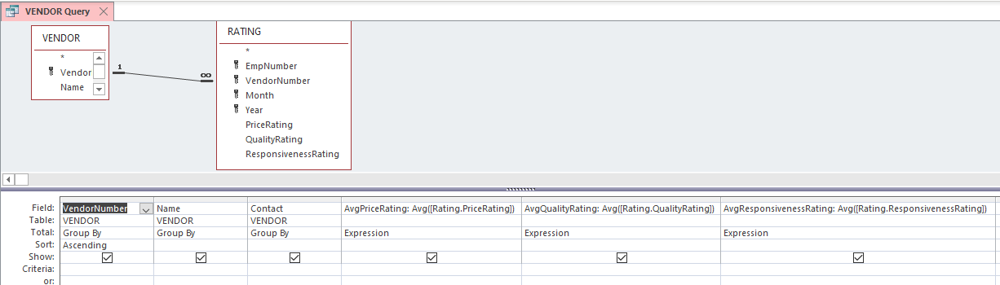 VENDOR Query
VENDOR
*
Vendor
Name
1
∞
RATING
*
EmpNumber
VendorNumber
Month
Year
PriceRating
QualityRating
ResponsivenessRating
Field: VendorNumber Name Contact AvgPriceRating: Avg([Rating.PriceRating]) AvgQualityRating: Avg([Rating.QualityRating]) AvgResponsivenessRating: Avg([Rating.ResponsivenessRating])
Table: VENDOR VENDOR VENDOR
Total: Group By Group By Group By Expression Expression Expression
Sort: Ascending
Show:
Criteria:
or: